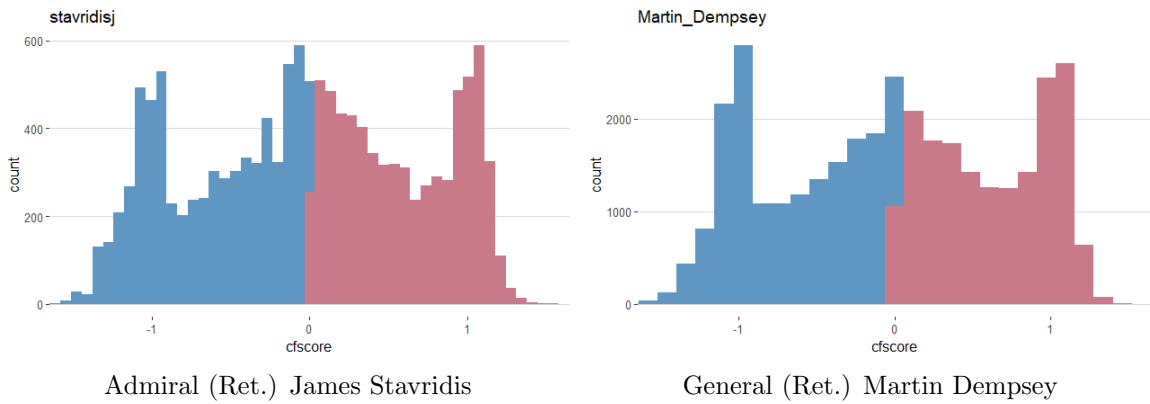 stavridisj
600
400
200
0
count
-1
0
1
cfscore
Admiral (Ret.) James Stavridis
Martin_Dempsey
2000
1000
0
count
-1
0
1
cfscore
General (Ret.) Martin Dempsey